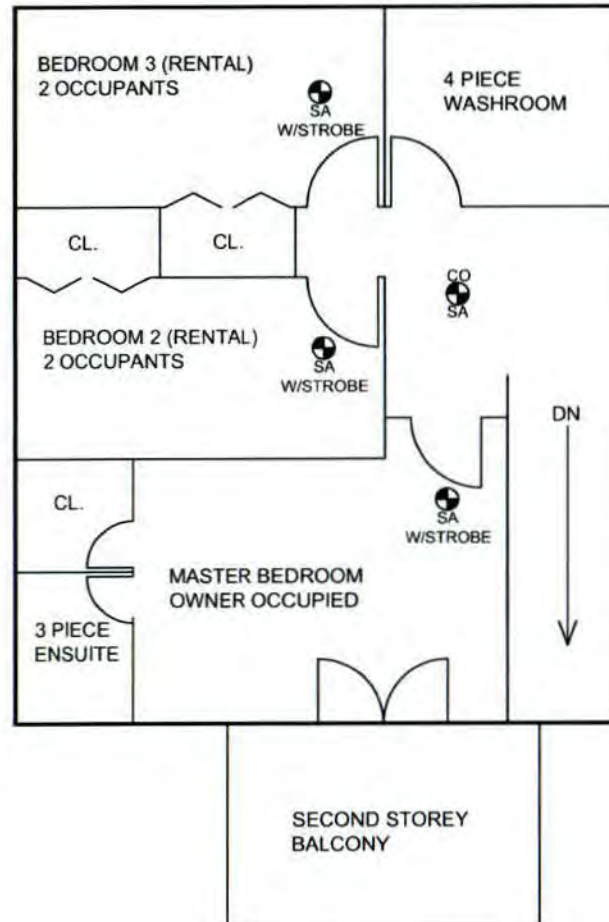 BEDROOM 3 (RENTAL)
2 OCCUPANTS
SA
W/STROBE
4 PIECE
WASHROOM
CL.
CL.
CO
SA
BEDROOM 2 (RENTAL)
2 OCCUPANTS
SA
W/STROBE
DN
CL.
SA
W/STROBE
MASTER BEDROOM
OWNER OCCUPIED
3 PIECE
ENSUITE
SECOND STOREY
BALCONY